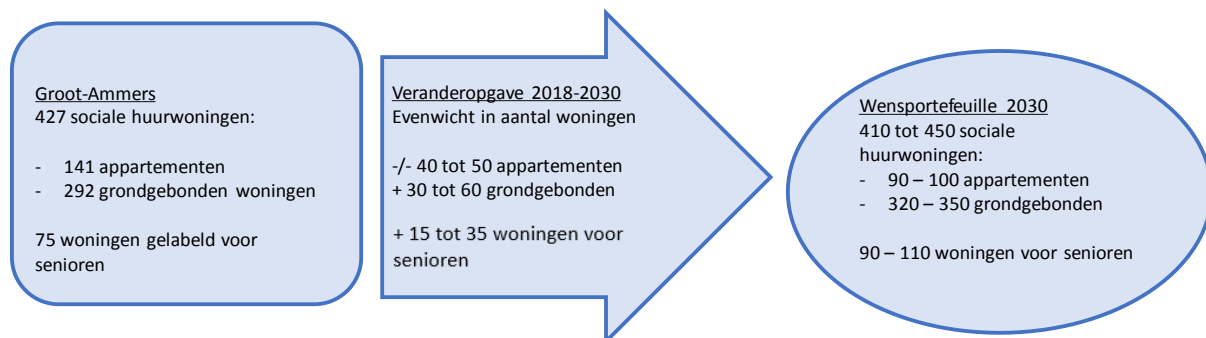 Groot-Ammers
427 sociale huurwoningen:
- 141 appartementen
- 292 grondgebonden woningen
75 woningen gelabeld voor
senioren
Veranderopgave 2018-2030
Evenwicht in aantal woningen
-/- 40 tot 50 appartementen
+ 30 tot 60 grondgebonden
+ 15 tot 35 woningen voor
senioren
Wensportefeuille 2030
410 tot 450 sociale
huurwoningen:
- 90 – 100 appartementen
- 320 – 350 grondgebonden
90 – 110 woningen voor senioren